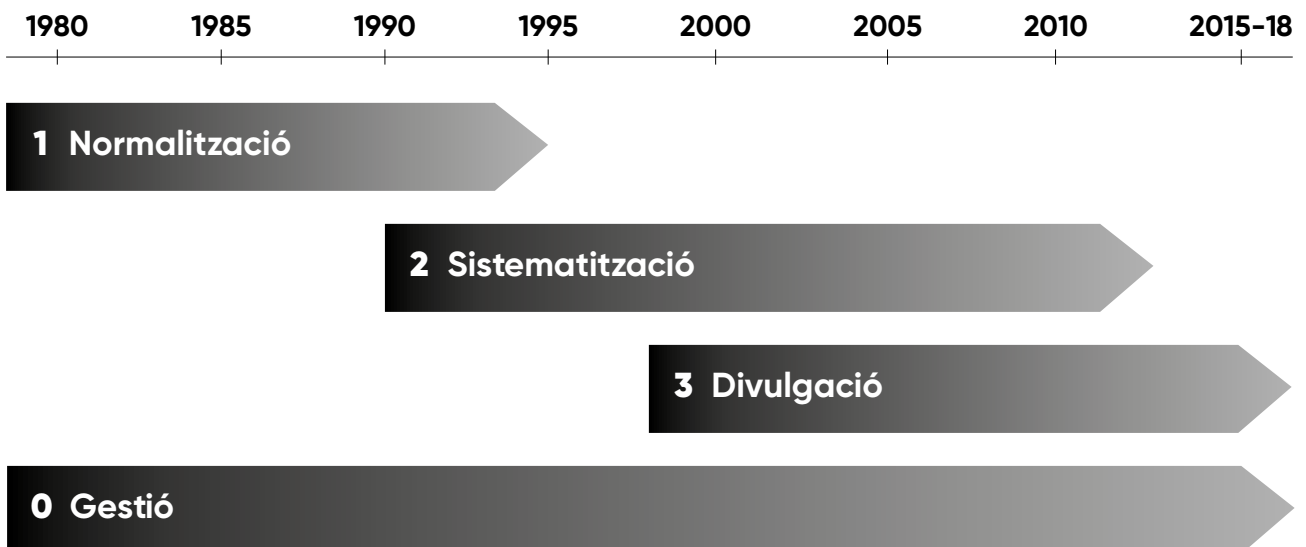 1980 1985 1990 1995 2000 2005 2010 2015-18
1 Normalització
2 Sistematització
3 Divulgació
0 Gestió